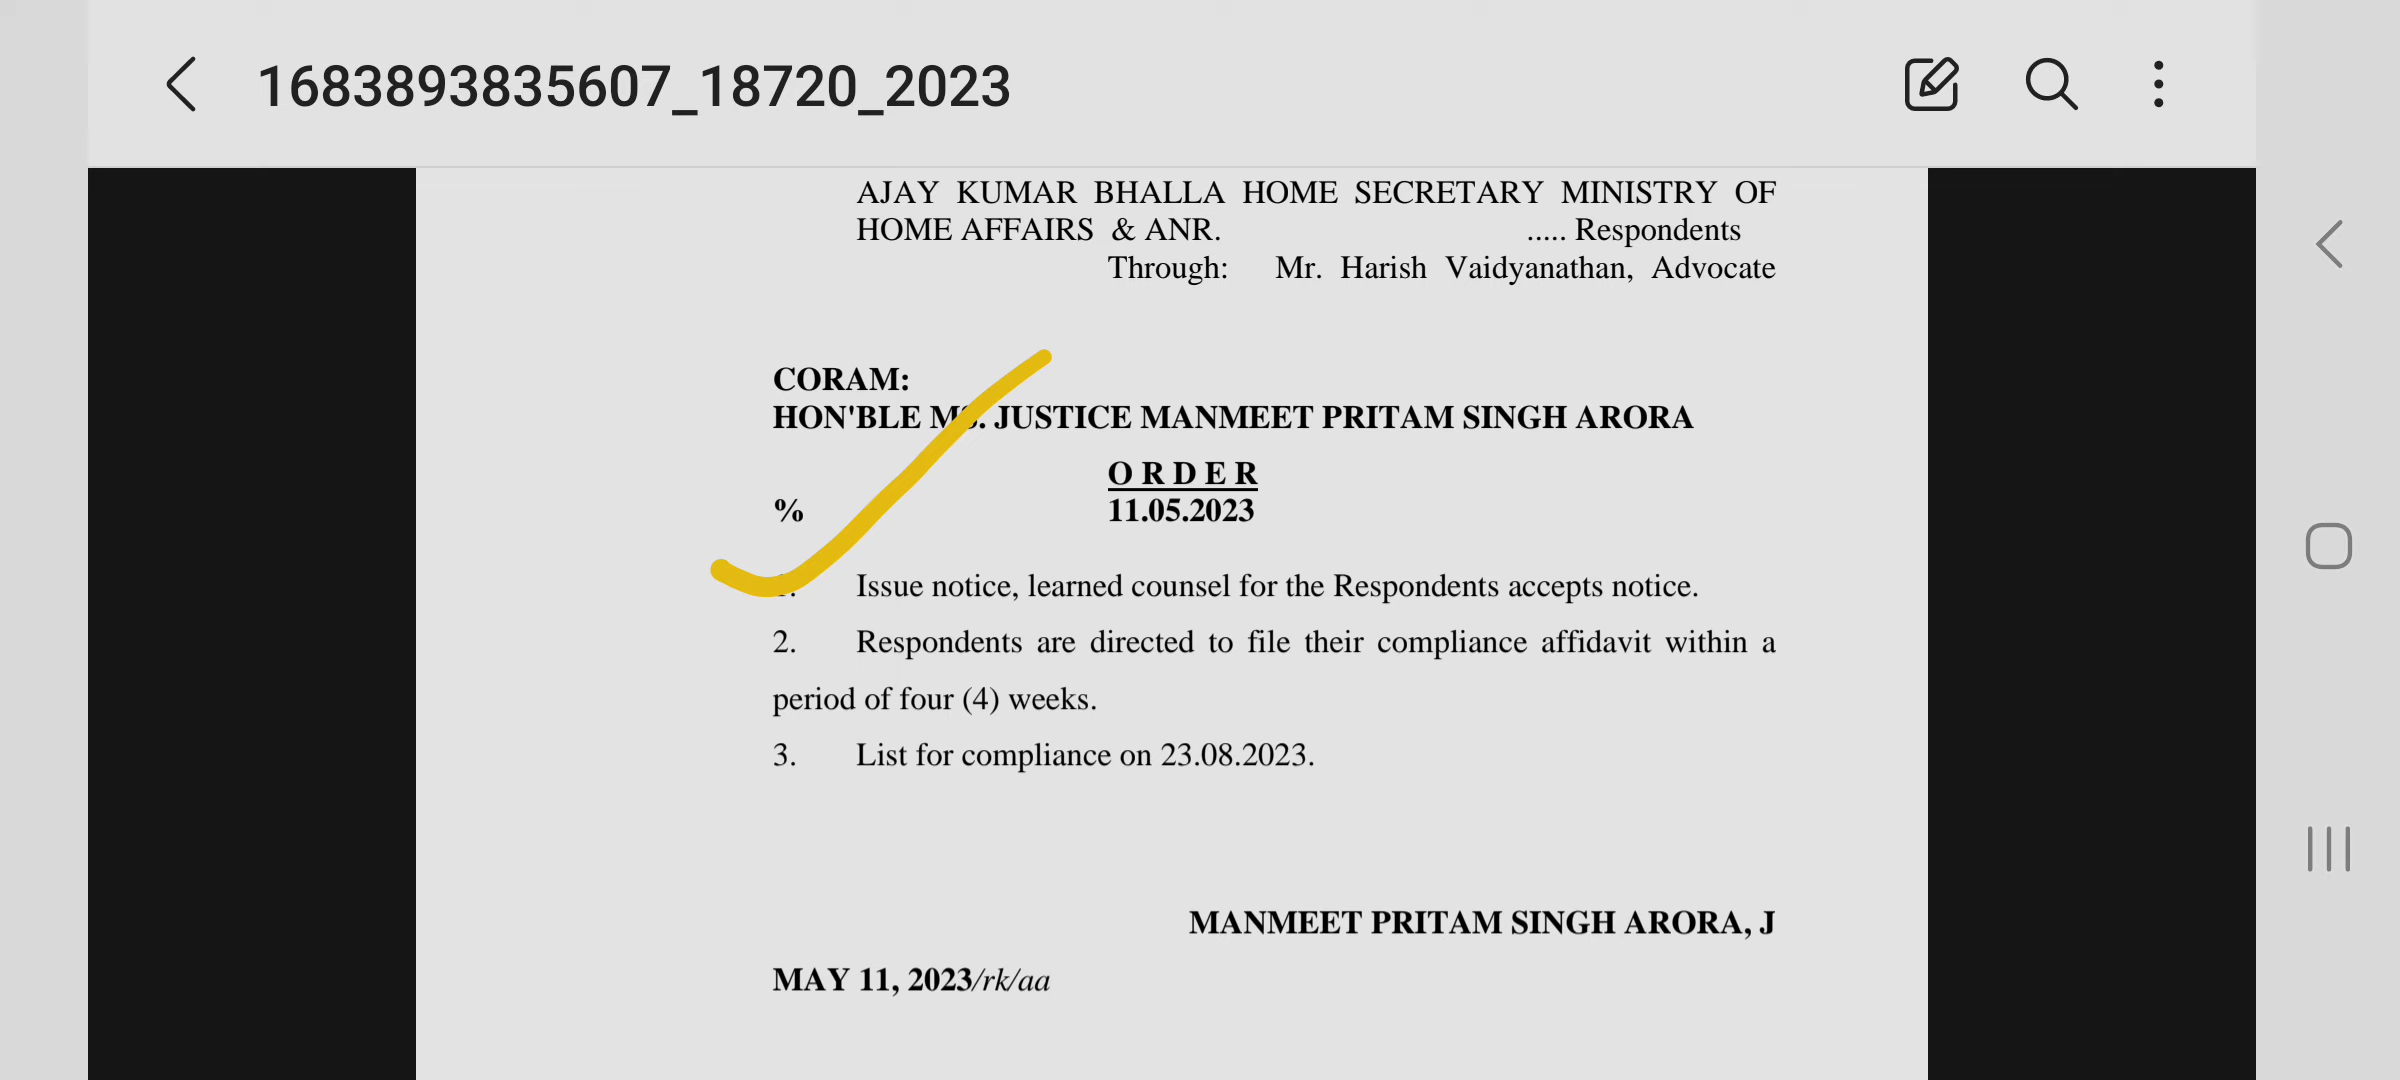 1683893835607_18720_2023
AJAY KUMAR BHALLA HOME SECRETARY MINISTRY OF
HOME AFFAIRS & ANR. ..... Respondents
Through: Mr. Harish Vaidyanathan, Advocate
CORAM:
HON'BLE MS. JUSTICE MANMEET PRITAM SINGH ARORA
O R D E R
% 11.05.2023
Issue notice, learned counsel for the Respondents accepts notice.
2. Respondents are directed to file their compliance affidavit within a
period of four (4) weeks.
3. List for compliance on 23.08.2023.
MANMEET PRITAM SINGH ARORA, J
MAY 11, 2023/rk/aa